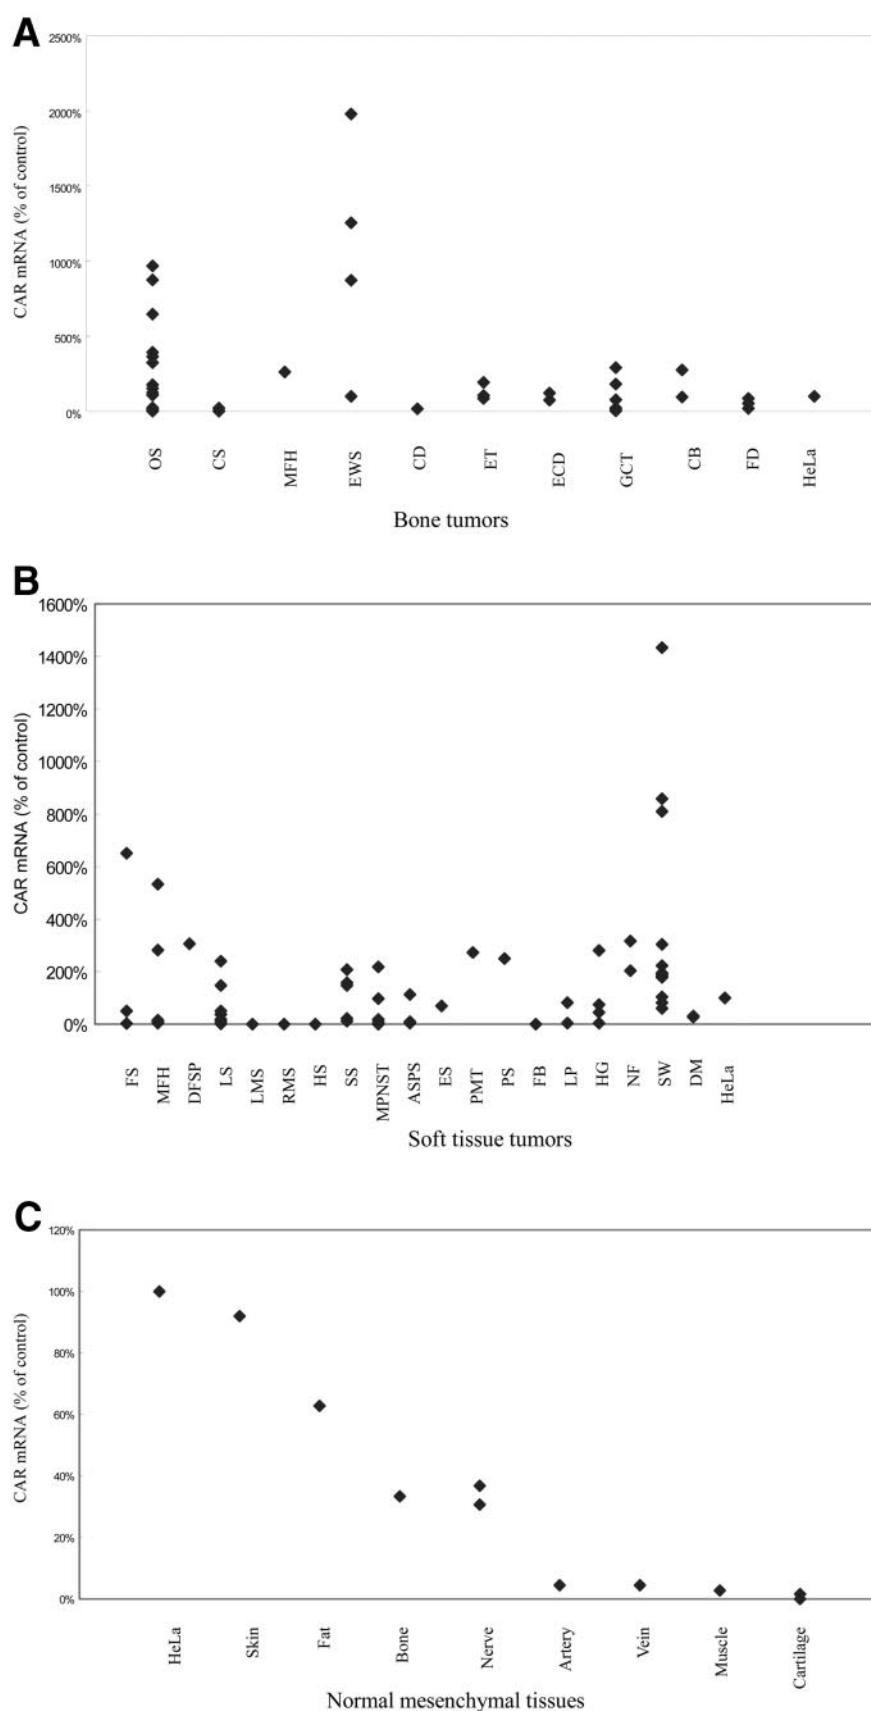 A
CAR mRNA (% of control)
2500%
2000%
1500%
1000%
500%
0%
OS CS MFH EWS CD ET ECD GCT CB FD HeLa
Bone tumors
B
CAR mRNA (% of control)
1600%
1400%
1200%
1000%
800%
600%
400%
200%
0%
FS MFH DFSP LS LMS RMS HS SS MPNST ASPS ES PMT PS FB LP HG NF SW DM HeLa
Soft tissue tumors
C
CAR mRNA (% of control)
120%
100%
80%
60%
40%
20%
0%
HeLa Skin Fat Bone Nerve Artery Vein Muscle Cartilage
Normal mesenchymal tissues